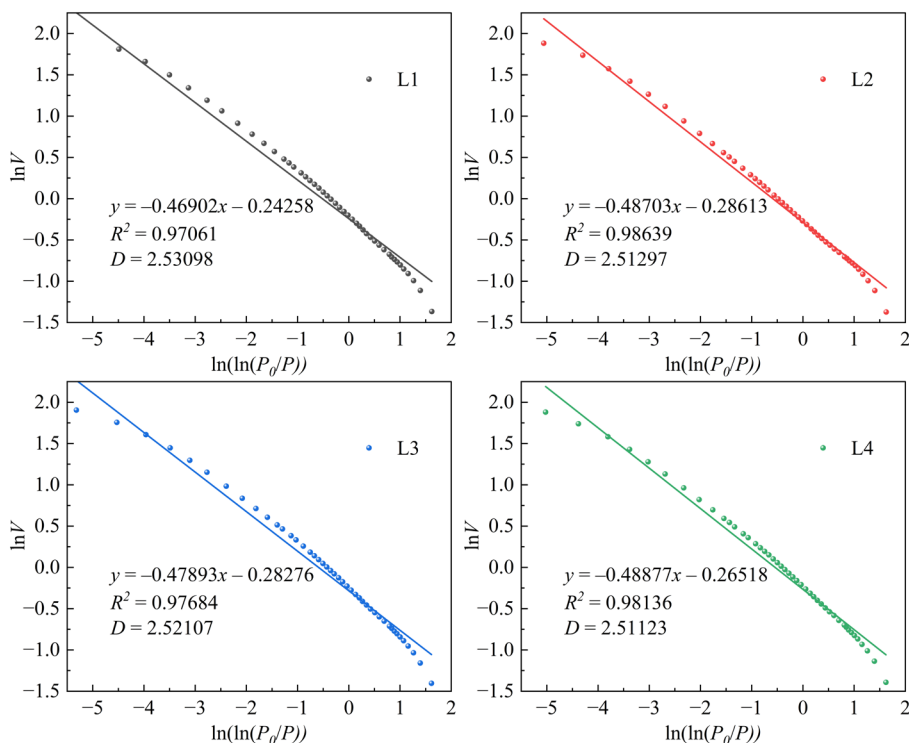 2.0
1.5
1.0
0.5
0.0
−0.5
−1.0
−1.5
lnV
L1
y = –0.46902x – 0.24258
R² = 0.97061
D = 2.53098
−5 −4 −3 −2 −1 0 1 2
ln(ln(P₀/P))
2.0
1.5
1.0
0.5
0.0
−0.5
−1.0
−1.5
lnV
L2
y = –0.48703x – 0.28613
R² = 0.98639
D = 2.51297
−5 −4 −3 −2 −1 0 1 2
ln(ln(P₀/P))
2.0
1.5
1.0
0.5
0.0
−0.5
−1.0
−1.5
lnV
L3
y = –0.47893x – 0.28276
R² = 0.97684
D = 2.52107
−5 −4 −3 −2 −1 0 1 2
ln(ln(P₀/P))
2.0
1.5
1.0
0.5
0.0
−0.5
−1.0
−1.5
lnV
L4
y = –0.48877x – 0.26518
R² = 0.98136
D = 2.51123
−5 −4 −3 −2 −1 0 1 2
ln(ln(P₀/P))